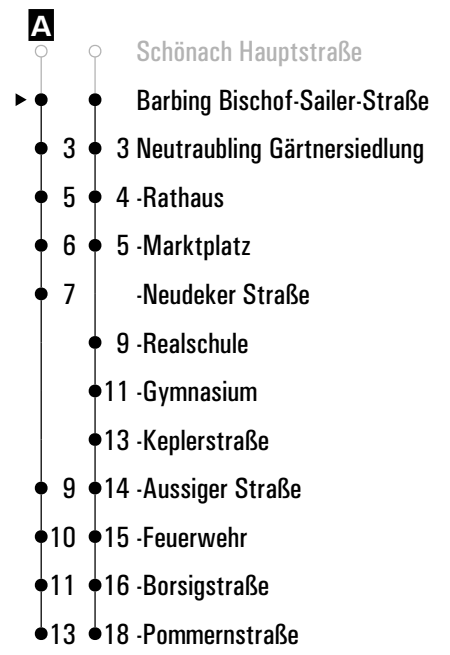 A
Schönach Hauptstraße
Barbing Bischof-Sailer-Straße
3 3 Neutraubling Gärtnersiedlung
5 4 -Rathaus
6 5 -Marktplatz
7 -Neudeker Straße
9 -Realschule
11 -Gymnasium
13 -Keplerstraße
9 14 -Aussiger Straße
10 15 -Feuerwehr
11 16 -Borsigstraße
13 18 -Pommernstraße